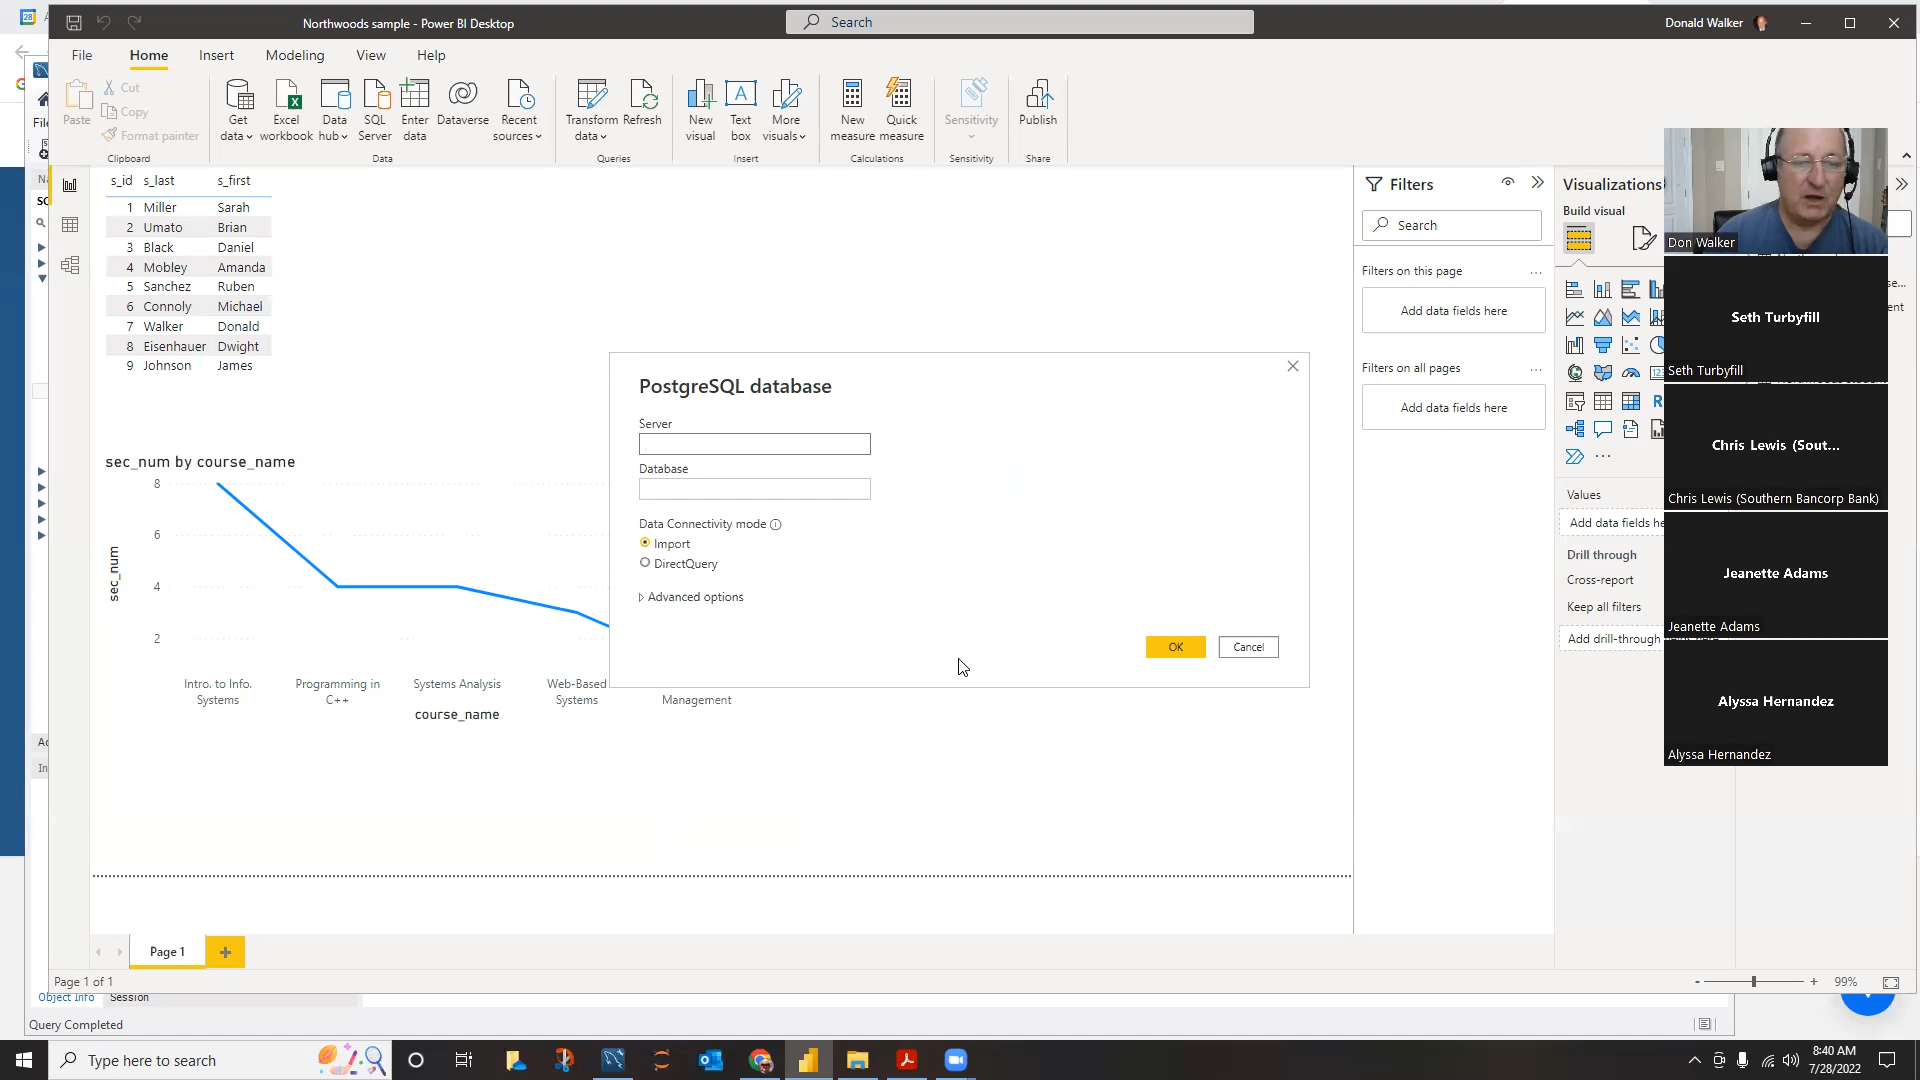 Northwoods sample - Power BI Desktop
Search
Donald Walker
File
Home
Insert
Modeling
View
Help
Paste
Cut
Copy
Format painter
Clipboard
Get data
Excel workbook
Data hub
SQL Server
Enter data
Dataverse
Recent sources
Data
Transform data
Refresh
Queries
New visual
Text box
More visuals
Insert
New measure
Quick measure
Calculations
Sensitivity
Sensitivity
Publish
Share
s_id s_last s_first
1 Miller Sarah
2 Umato Brian
3 Black Daniel
4 Mobley Amanda
5 Sanchez Ruben
6 Connoly Michael
7 Walker Donald
8 Eisenhauer Dwight
9 Johnson James
sec_num by course_name
8
6
4
2
sec_num
Intro. to Info.
Systems
Programming in
C++
Systems Analysis
Web-Based
Systems
Management
course_name
PostgreSQL database
Server
Database
Data Connectivity mode
Import
DirectQuery
Advanced options
OK
Cancel
Filters
Search
Filters on this page
...
Add data fields here
Filters on all pages
...
Add data fields here
Visualizations
Build visual
R
123
...
Values
Add data fields he
Drill through
Cross-report
Keep all filters
Add drill-through
Don Walker
Seth Turbyfill
Seth Turbyfill
Chris Lewis (Sout...
Chris Lewis (Southern Bancorp Bank)
Jeanette Adams
Jeanette Adams
Alyssa Hernandez
Alyssa Hernandez
Page 1
+
Page 1 of 1
- + 99%
Object Info
Session
Query Completed
Type here to search
8:40 AM
7/28/2022